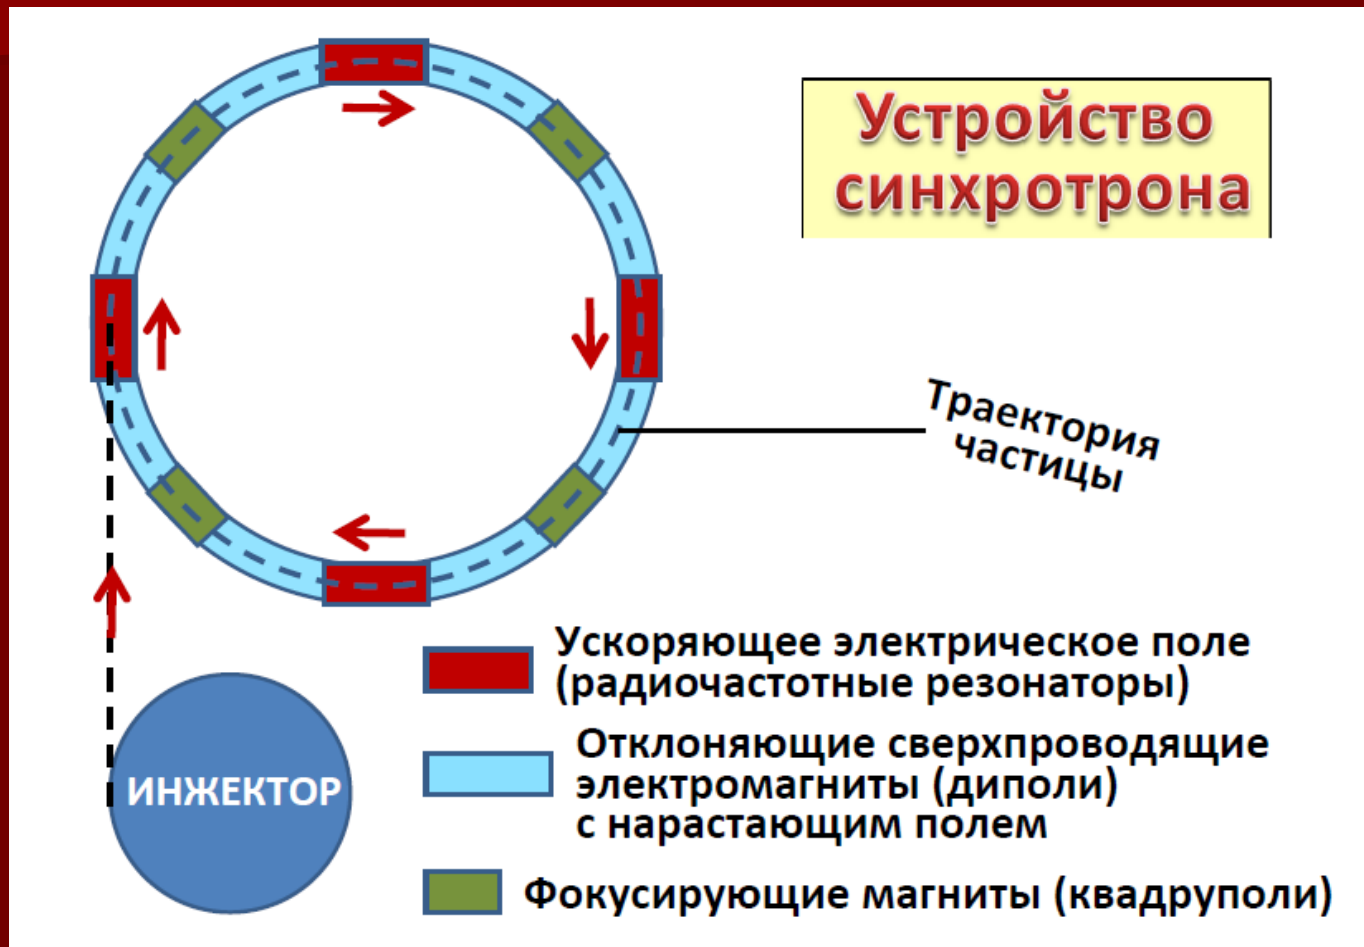 Устройство
синхротрона
Траектория
частицы
Ускоряющее электрическое поле
(радиочастотные резонаторы)
Отклоняющие сверхпроводящие
электромагниты (диполи)
с нарастающим полем
ИНЖЕКТОР
Фокусирующие магниты (квадруполи)